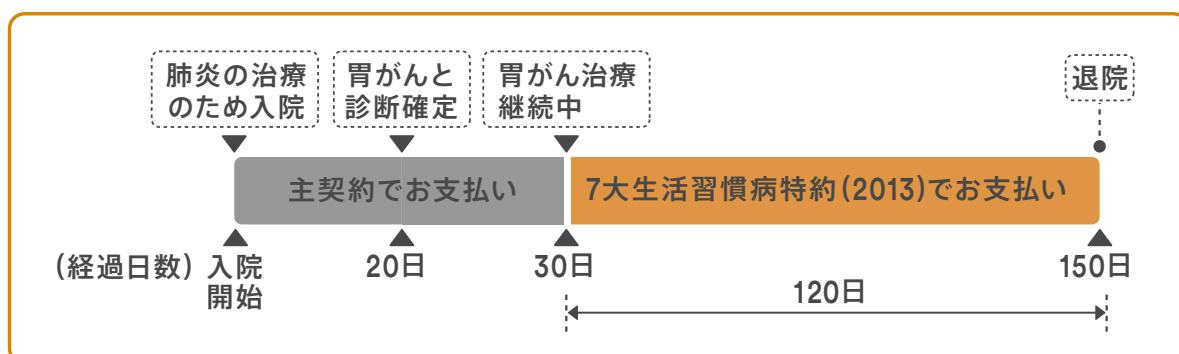 肺炎の治療
のため入院
胃がんと
診断確定
胃がん治療
継続中
退院
主契約でお支払い
7大生活習慣病特約(2013)でお支払い
(経過日数)
入院
開始
20日
30日
150日
120日